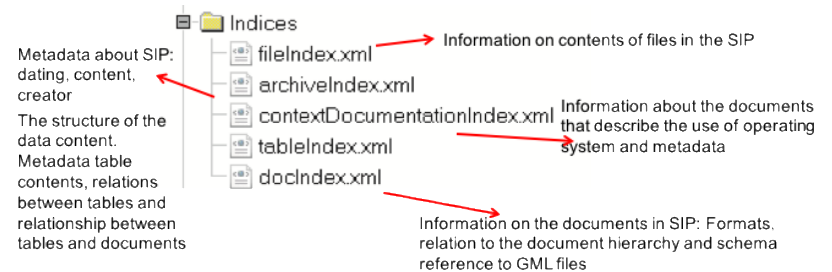 Indices
fileIndex.xml
archiveIndex.xml
contextDocumentationIndex.xml
tableIndex.xml
docIndex.xml
Metadata about SIP:
dating, content,
creator
The structure of the
data content.
Metadata table
contents, relations
between tables and
relationship between
tables and documents
Information on contents of files in the SIP
Information about the documents
that describe the use of operating
system and metadata
Information on the documents in SIP: Formats,
relation to the document hierarchy and schema
reference to GML files